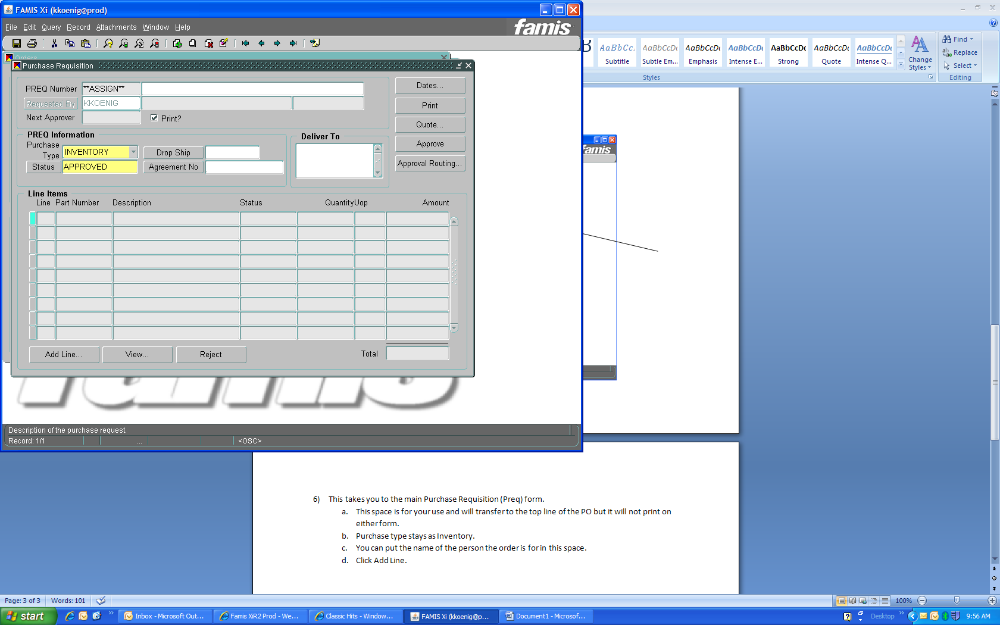 FAMIS Xi (kkoenig@prod)
File Edit Query Record Attachments Window Help
famis
Orders
Purchase Requisition
PREQ Number **ASSIGN**
Requested By KKOENIG
Next Approver Print?
Dates...
Print
Quote...
Approve
Approval Routing...
PREQ Information
Purchase Type INVENTORY Drop Ship
Status APPROVED Agreement No .
Deliver To
Line Items
Line Part Number Description Status Quantity Uop Amount
Add Line... View... Reject Total
famis
Description of the purchase request.
Record: 1/1 ... <OSC>
AaBbCc. AaBbCcDc AaBbCcDc AaBbCcDc AaBbCcDc AaBbCcDc AaBbCcDc
Subtitle Subtle Em... Emphasis Intense E... Strong Quote Intense Q...
Change Styles
Styles
Find
Replace
Select
Editing
famis
6) This takes you to the main Purchase Requisition (Preq) form.
a. This space is for your use and will transfer to the top line of the PO but it will not print on
either form.
b. Purchase type stays as Inventory.
c. You can put the name of the person the order is for in this space.
d. Click Add Line.
Page: 3 of 3 Words: 101 100%
start Inbox - Microsoft Out... Famis XiR2 Prod - We... Classic Hits - Window... FAMIS Xi (kkoenig@p... Document1 - Microsof... Desktop 9:56 AM